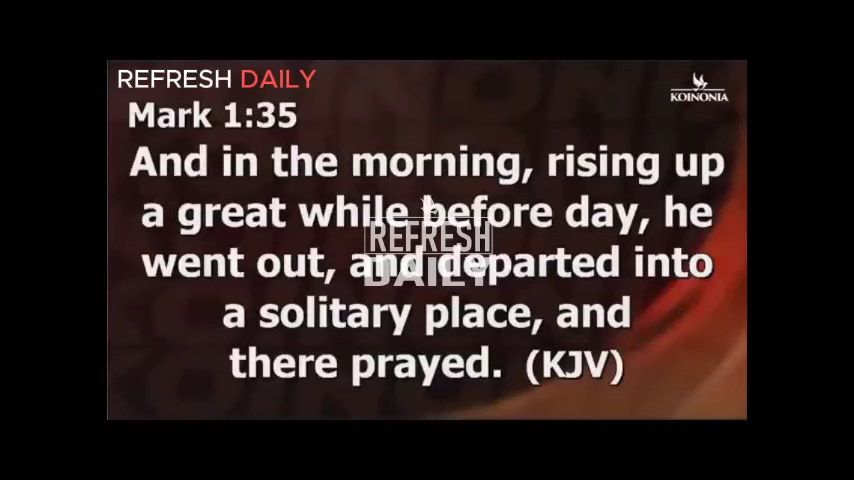 REFRESH DAILY
KOINONIA
Mark 1:35
And in the morning, rising up
a great while before day, he
REFRESH
went out, and departed into
DAILY
a solitary place, and
there prayed. (KJV)